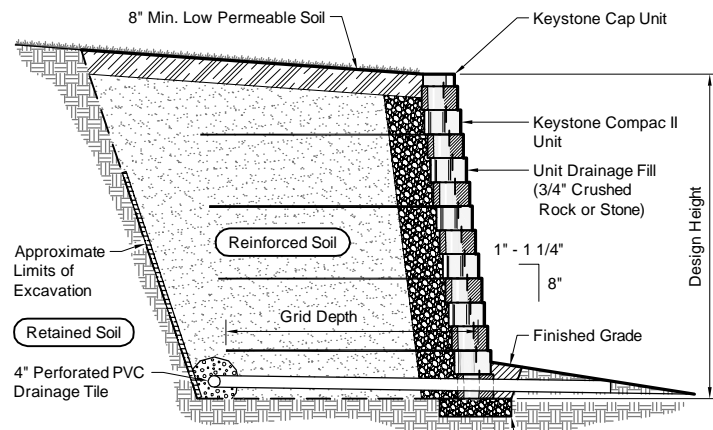 8" Min. Low Permeable Soil
Keystone Cap Unit
Keystone Compac II
Unit
Unit Drainage Fill
(3/4" Crushed
Rock or Stone)
Design Height
Reinforced Soil
Approximate
Limits of
Excavation
1" - 1 1/4"
8"
Grid Depth
Retained Soil
Finished Grade
4" Perforated PVC
Drainage Tile